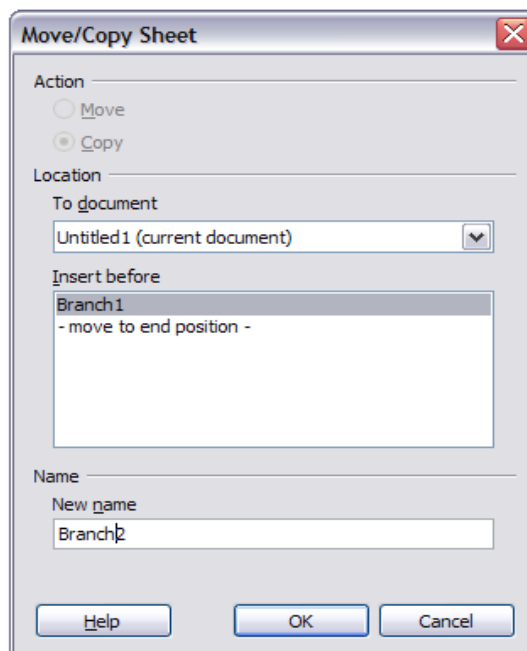 Move/Copy Sheet
Action
Move
Copy
Location
To document
Untitled1 (current document)
Insert before
Branch1
- move to end position -
Name
New name
Branch2
Help
OK
Cancel